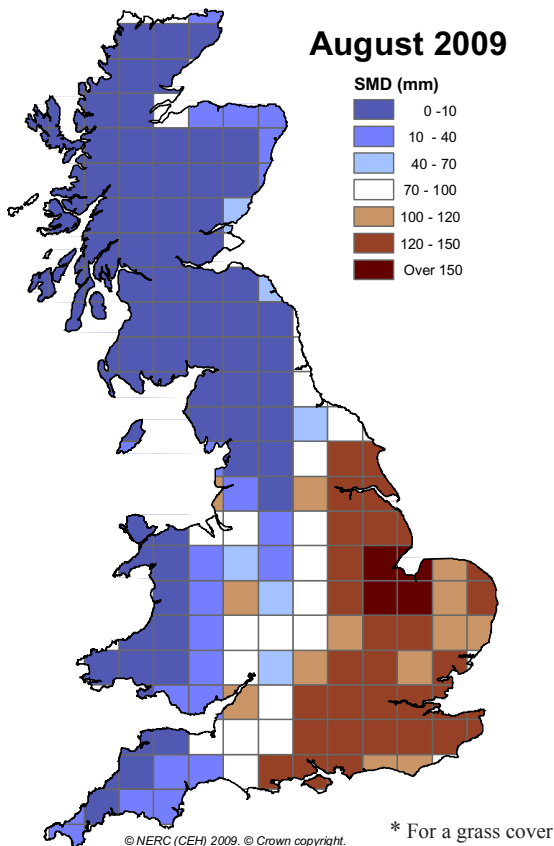 August 2009
SMD (mm)
0 -10
10 - 40
40 - 70
70 - 100
100 - 120
120 - 150
Over 150
© NERC (CEH) 2009. © Crown copyright.
* For a grass cover